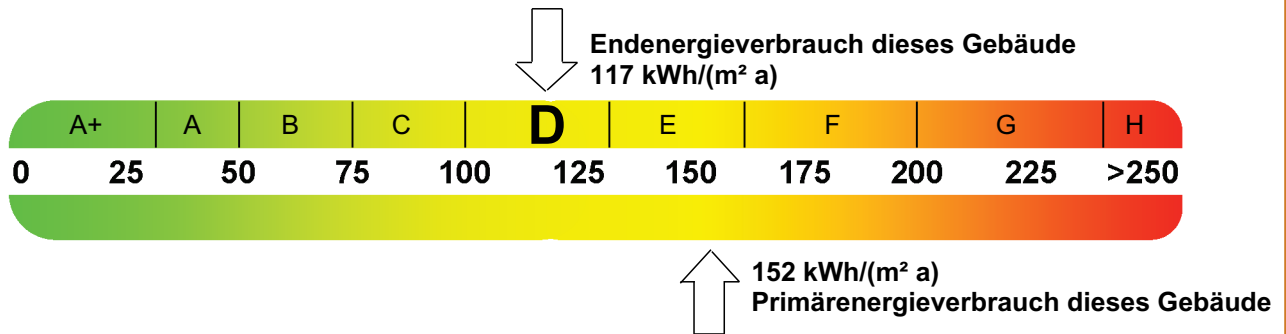 Endenergieverbrauch dieses Gebäude
117 kWh/(m² a)
A+ A B C D E F G H
0 25 50 75 100 125 150 175 200 225 >250
152 kWh/(m² a)
Primärenergieverbrauch dieses Gebäude